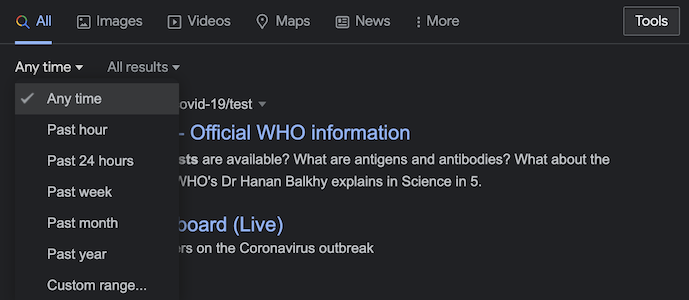 All Images Videos Maps News More Tools
Any time All results
Any time
ovid-19/test
Past hour
- Official WHO information
Past 24 hours
sts are available? What are antigens and antibodies? What about the
Past week
WHO's Dr Hanan Balkhy explains in Science in 5.
Past month
board (Live)
Past year
ers on the Coronavirus outbreak
Custom range...